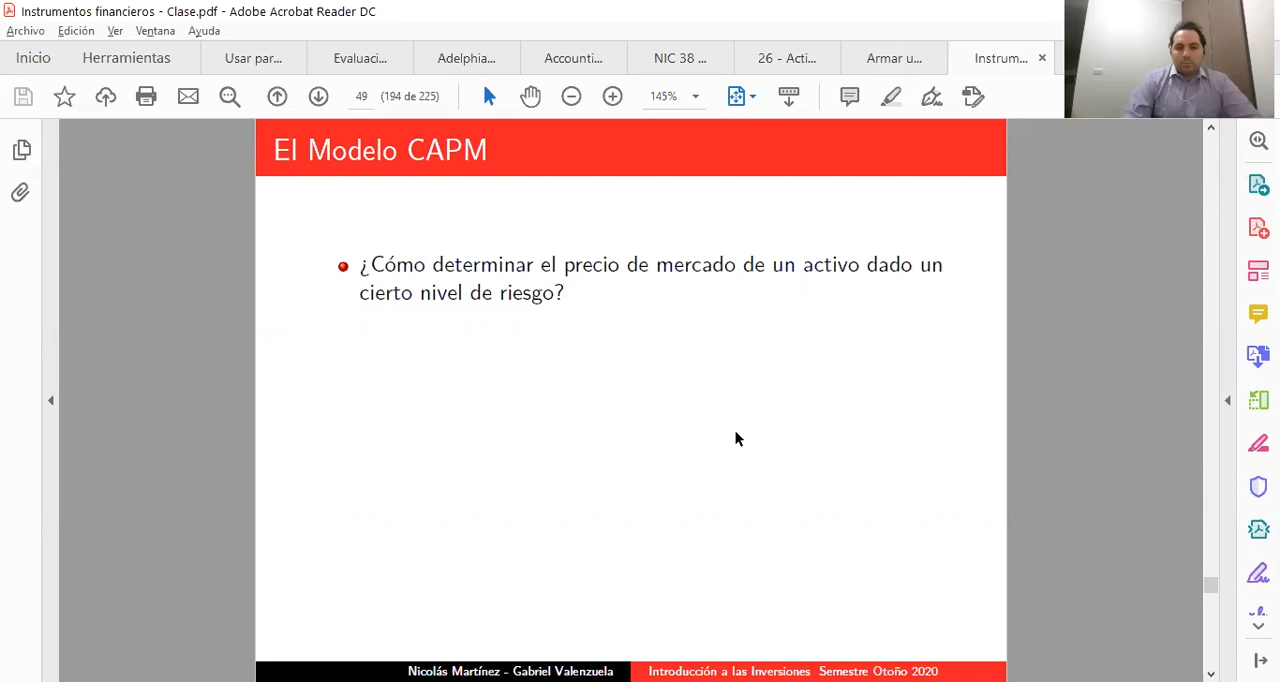 Instrumentos financieros - Clase.pdf - Adobe Acrobat Reader DC
Archivo Edición Ver Ventana Ayuda
Inicio Herramientas Usar par... Evaluaci... Adelphia... Accounti... NIC 38 ... 26 - Acti... Armar u... Instrum... ×
49 (194 de 225) 145%
El Modelo CAPM
¿Cómo determinar el precio de mercado de un activo dado un
cierto nivel de riesgo?
Nicolás Martínez - Gabriel Valenzuela Introducción a las Inversiones Semestre Otoño 2020